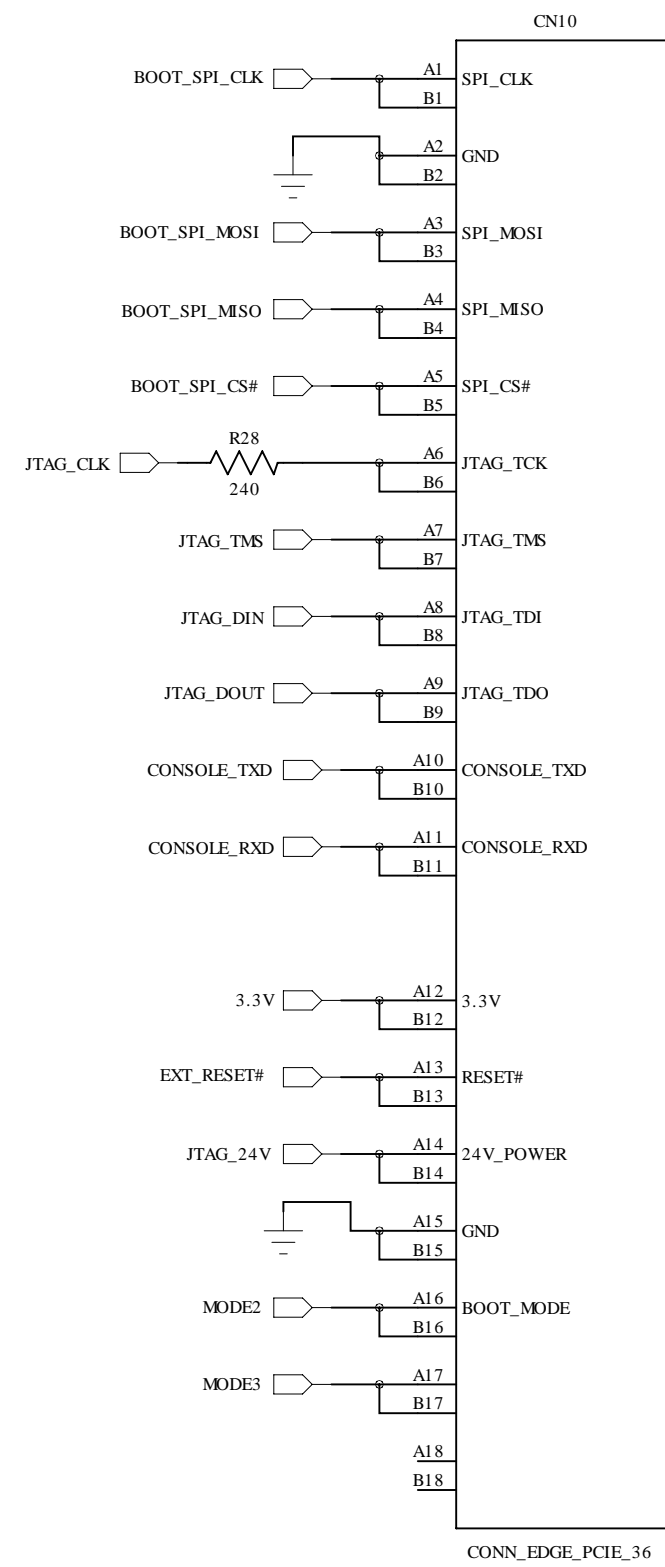 CN10
BOOT_SPI_CLK A1 SPI_CLK
B1
A2 GND
B2
BOOT_SPI_MOSI A3 SPI_MOSI
B3
BOOT_SPI_MISO A4 SPI_MISO
B4
BOOT_SPI_CS# A5 SPI_CS#
B5
R28
JTAG_CLK A6 JTAG_TCK
240 B6
JTAG_TMS A7 JTAG_TMS
B7
JTAG_DIN A8 JTAG_TDI
B8
JTAG_DOUT A9 JTAG_TDO
B9
CONSOLE_TXD A10 CONSOLE_TXD
B10
CONSOLE_RXD A11 CONSOLE_RXD
B11
3.3V A12 3.3V
B12
EXT_RESET# A13 RESET#
B13
JTAG_24V A14 24V_POWER
B14
A15 GND
B15
MODE2 A16 BOOT_MODE
B16
MODE3 A17
B17
A18
B18
CONN_EDGE_PCIE_36